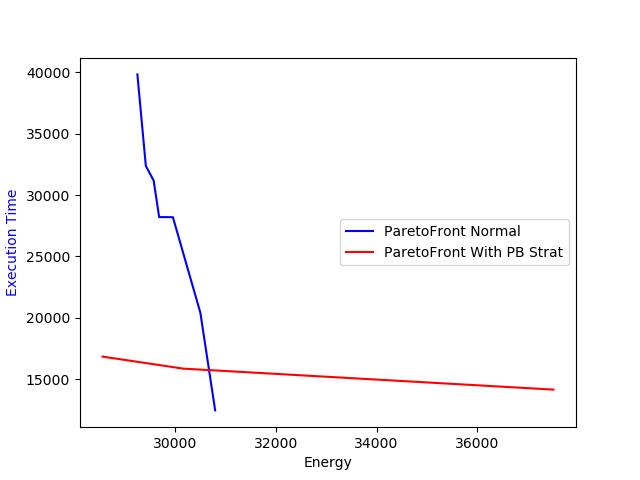 40000
35000
30000
25000
20000
15000
Execution Time
ParetoFront Normal
ParetoFront With PB Strat
30000 32000 34000 36000
Energy